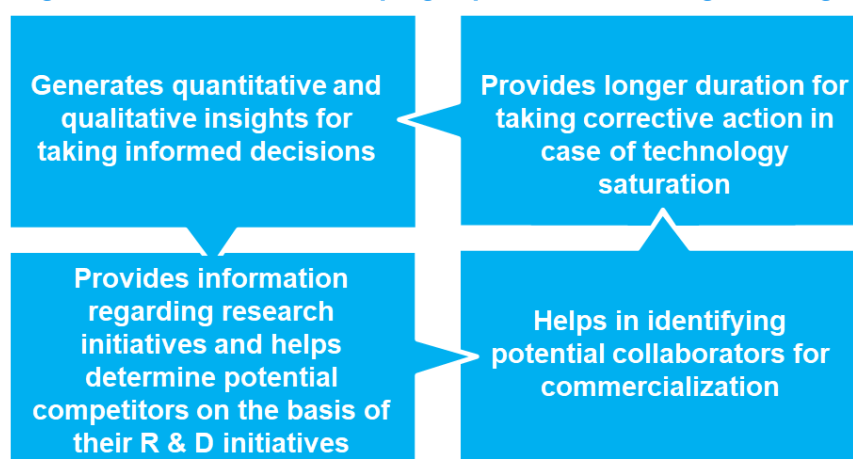 Generates quantitative and
qualitative insights for
taking informed decisions
Provides longer duration for
taking corrective action in
case of technology
saturation
Provides information
regarding research
initiatives and helps
determine potential
competitors on the basis of
their R & D initiatives
Helps in identifying
potential collaborators for
commercialization